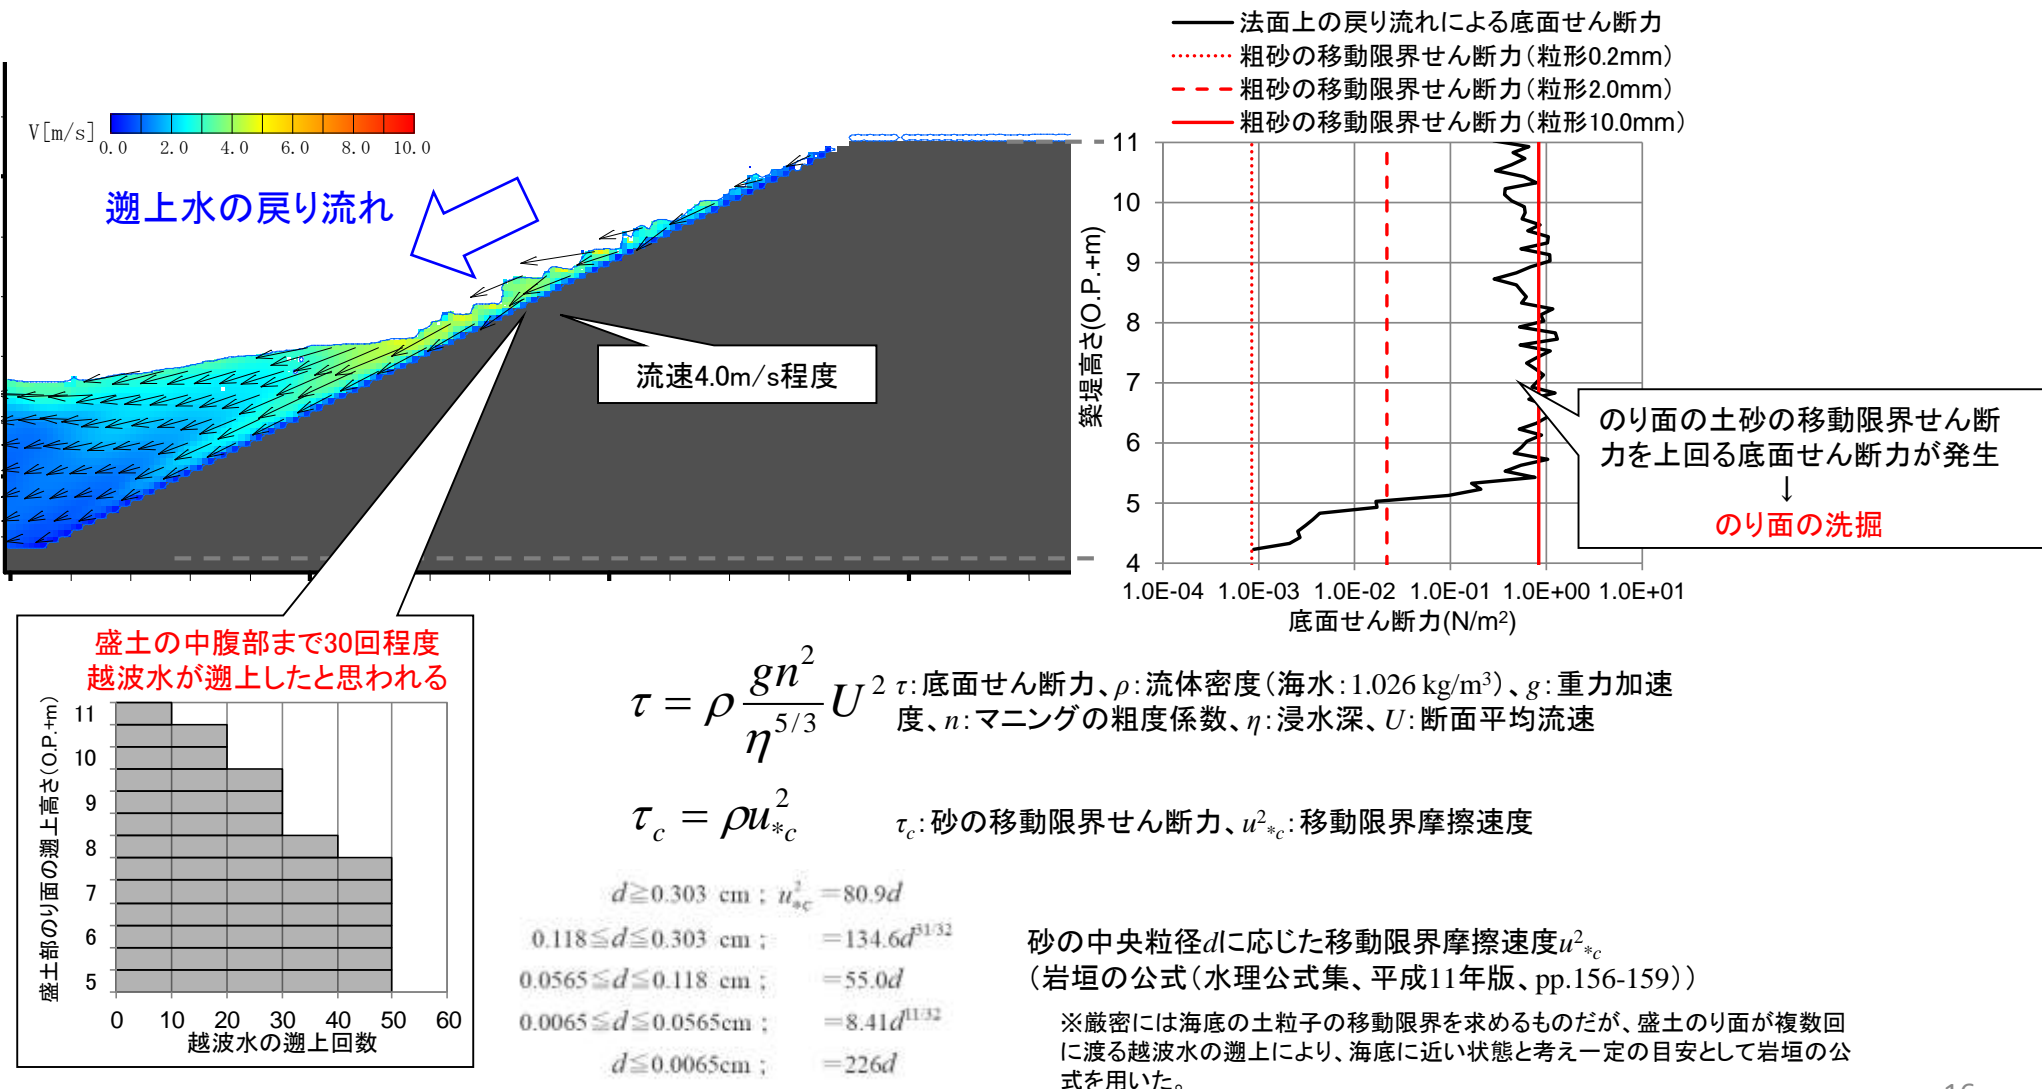 法面上の戻り流れによる底面せん断力
粗砂の移動限界せん断力（粒形0.2mm）
粗砂の移動限界せん断力（粒形2.0mm）
粗砂の移動限界せん断力（粒形10.0mm）
V[m/s]
0.0 2.0 4.0 6.0 8.0 10.0
遡上水の戻り流れ
流速4.0m/s程度
築堤高さ(O.P.+m)
11
10
9
8
7
6
5
4
1.0E-04 1.0E-03 1.0E-02 1.0E-01 1.0E+00 1.0E+01
底面せん断力(N/m²)
のり面の土砂の移動限界せん断
力を上回る底面せん断力が発生
↓
のり面の洗掘
盛土の中腹部まで30回程度
越波水が遡上したと思われる
盛土部のり面の遡上高さ(O.P.+m)
11
10
9
8
7
6
5
0 10 20 30 40 50 60
越波水の遡上回数
τ = ρ gn²/η^{5/3} U²
τ:底面せん断力、ρ:流体密度（海水：1.026 kg/m³）、g:重力加速
度、n:マニングの粗度係数、η:浸水深、U:断面平均流速
τ_c = ρu²_{*c}
τ_c:砂の移動限界せん断力、u²_{*c}:移動限界摩擦速度
d≧0.303 cm ; u²_{*c} =80.9d
0.118≦d≦0.303 cm ; =134.6d^{31/32}
0.0565≦d≦0.118 cm ; =55.0d
0.0065≦d≦0.0565cm ; =8.41d^{11/32}
d≦0.0065cm ; =226d
砂の中央粒径dに応じた移動限界摩擦速度u²_{*c}
（岩垣の公式（水理公式集、平成11年版、pp.156-159））
※厳密には海底の土粒子の移動限界を求めるものだが、盛土のり面が複数回
に渡る越波水の遡上により、海底に近い状態と考え一定の目安として岩垣の公
式を用いた。